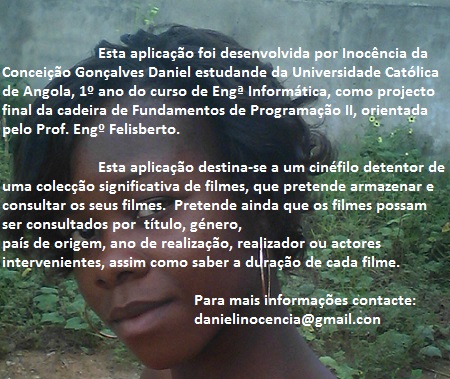 Esta aplicação foi desenvolvida por Inocência da
Conceição Gonçalves Daniel estudande da Universidade Católica
de Angola, 1º ano do curso de Engª Informática, como projecto
final da cadeira de Fundamentos de Programação II, orientada
pelo Prof. Engº Felisberto.
Esta aplicação destina-se a um cinéfilo detentor de
uma colecção significativa de filmes, que pretende armazenar e
consultar os seus filmes.  Pretende ainda que os filmes possam
ser consultados por  título, género,
país de origem, ano de realização, realizador ou actores
intervenientes, assim como saber a duração de cada filme.
Para mais informações contacte:
danielinocencia@gmail.con